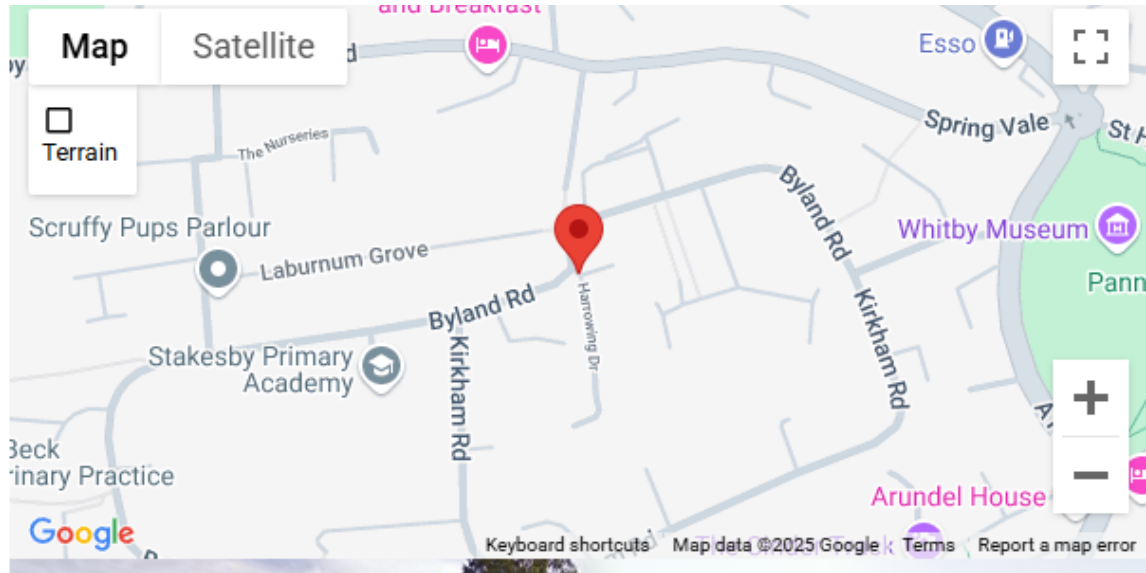 and Breakfast
Map
Satellite
Esso
Terrain
Spring Vale
St H
The Nurseries
Byland Rd
Scruffy Pups Parlour
Whitby Museum
Laburnum Grove
Pann
Byland Rd
Harrowing Dr
Kirkham Rd
Stakesby Primary
Academy
Kirkham Rd
Beck
rinary Practice
Arundel House
Google
Keyboard shortcuts
Map data ©2025 Google
Terms
Report a map error